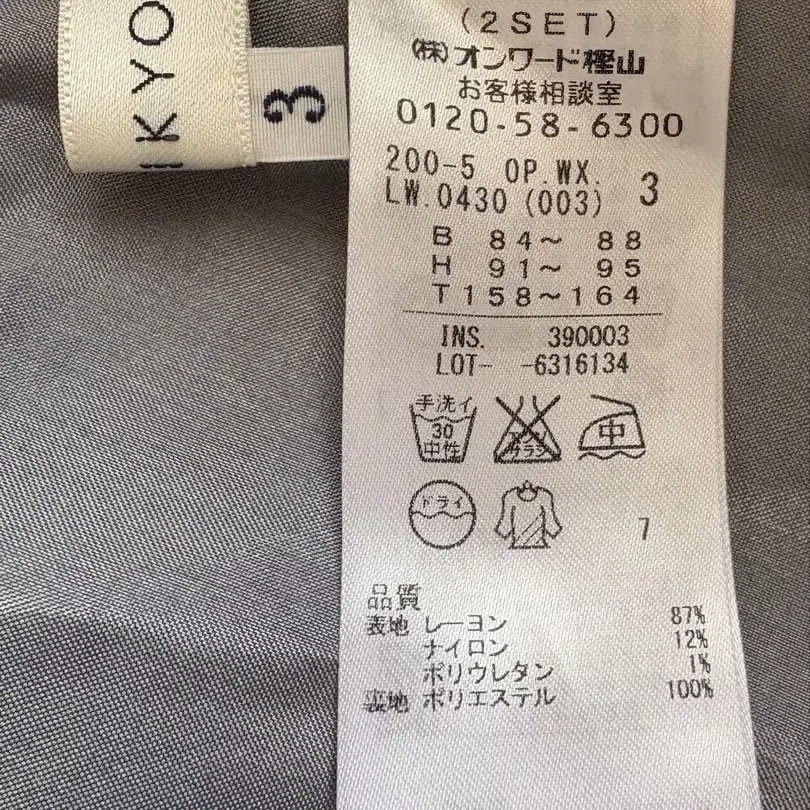 IKYO
3
(2SET)
(株)オンワード樫山
お客様相談室
0120-58-6300
200-5 OP.WX. 3
LW.0430 (003)
B 84〜 88
H 91〜 95
T158〜164
INS. 390003
LOT- -6316134
手洗イ
30
中性
エンソ
サラシ
中
ドライ
7
品質
表地 レーヨン 87%
ナイロン 12%
ポリウレタン 1%
裏地 ポリエステル 100%